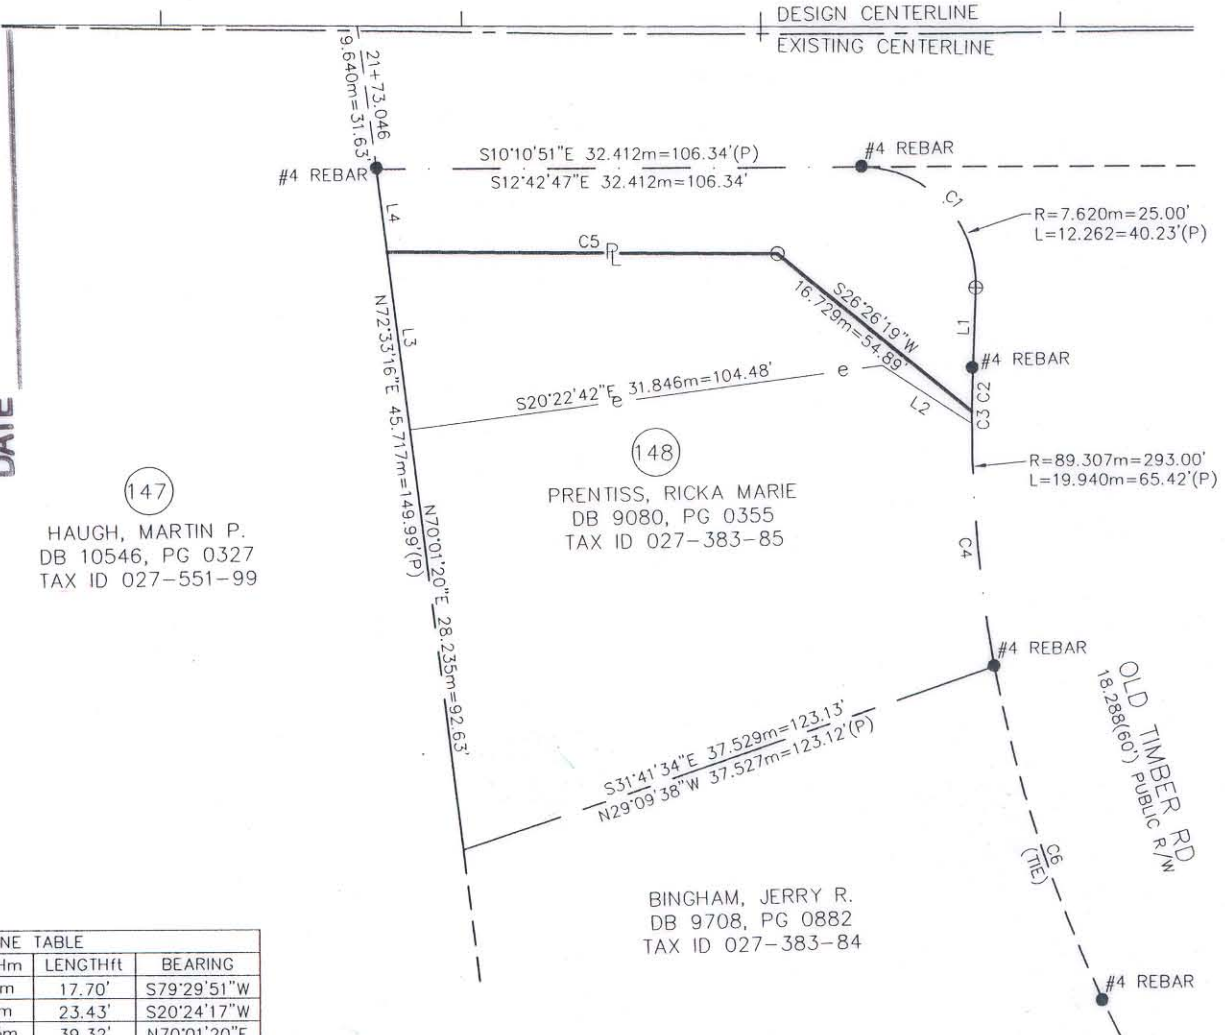 DESIGN CENTERLINE
EXISTING CENTERLINE
21+73.046
9.640m=31.63'
#4 REBAR
S10°10'51"E 32.412m=106.34'(P)
S12°42'47"E 32.412m=106.34'
#4 REBAR
C1
R=7.620m=25.00'
L=12.262=40.23'(P)
L4
C5
PL
S26°26'19"W
16.729m=54.89'
L1
#4 REBAR
C2
C3
L3
N72°33'16"E 45.717m=149.99'(P)
S20°22'42"E 31.846m=104.48'
e
e
L2
R=89.307m=293.00'
L=19.940m=65.42'(P)
DATE
147
HAUGH, MARTIN P.
DB 10546, PG 0327
TAX ID 027-551-99
148
PRENTISS, RICKA MARIE
DB 9080, PG 0355
TAX ID 027-383-85
N70°01'20"E 28.235m=92.63'
C4
#4 REBAR
OLD TIMBER RD
18.288(60') PUBLIC R/W
S31°41'34"E 37.529m=123.13'
N29°09'38"W 37.527m=123.12'(P)
C6
(TIE)
BINGHAM, JERRY R.
DB 9708, PG 0882
TAX ID 027-383-84
#4 REBAR
NE TABLE
Hm LENGTHft BEARING
m 17.70' S79°29'51"W
m 23.43' S20°24'17"W
m 39.32' N70°01'20"E